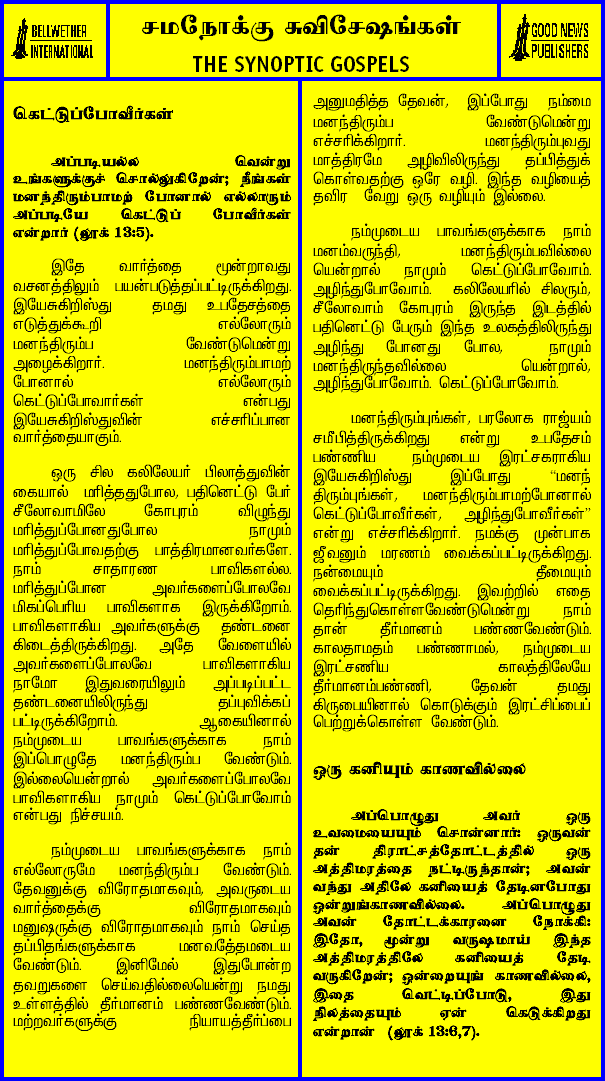 BELLWETHER
INTERNATIONAL
சமநோக்கு சுவிசேஷங்கள்
THE SYNOPTIC GOSPELS
GOOD NEWS
PUBLISHERS
கெட்டுப்போவீர்கள்
அப்படியல்ல வென்று
உங்களுக்குச் சொல்லுகிறேன்; நீங்கள்
மனந்திரும்பாமற் போனால் எல்லாரும்
அப்படியே கெட்டுப் போவீர்கள்
என்றார் (லூக் 13:5).
இதே வார்த்தை மூன்றாவது
வசனத்திலும் பயன்படுத்தப்பட்டிருக்கிறது.
இயேசுகிறிஸ்து தமது உபதேசத்தை
எடுத்துக்கூறி எல்லோரும்
மனந்திரும்ப வேண்டுமென்று
அழைக்கிறார். மனந்திரும்பாமற்
போனால் எல்லோரும்
கெட்டுப்போவார்கள் என்பது
இயேசுகிறிஸ்துவின் எச்சரிப்பான
வார்த்தையாகும்.
ஒரு சில கலிலேயர் பிலாத்துவின்
கையால் மரித்ததுபோல, பதினெட்டு பேர்
சீலோவாமிலே கோபுரம் விழுந்து
மரித்துப்போனதுபோல நாமும்
மரித்துப்போவதற்கு பாத்திரமானவர்களே.
நாம் சாதாரண பாவிகளல்ல.
மரித்துப்போன அவர்களைப்போலவே
மிகப்பெரிய பாவிகளாக இருக்கிறோம்.
பாவிகளாகிய அவர்களுக்கு தண்டனை
கிடைத்திருக்கிறது. அதே வேளையில்
அவர்களைப்போலவே பாவிகளாகிய
நாமோ இதுவரையிலும் அப்படிப்பட்ட
தண்டனையிலிருந்து தப்புவிக்கப்
பட்டிருக்கிறோம். ஆகையினால்
நம்முடைய பாவங்களுக்காக நாம்
இப்பொழுதே மனந்திரும்ப வேண்டும்.
இல்லையென்றால் அவர்களைப்போலவே
பாவிகளாகிய நாமும் கெட்டுப்போவோம்
என்பது நிச்சயம்.
நம்முடைய பாவங்களுக்காக நாம்
எல்லோருமே மனந்திரும்ப வேண்டும்.
தேவனுக்கு விரோதமாகவும், அவருடைய
வார்த்தைக்கு விரோதமாகவும்
மனுஷருக்கு விரோதமாகவும் நாம் செய்த
தப்பிதங்களுக்காக மனவேத்தமடைய
வேண்டும். இனிமேல் இதுபோன்ற
தவறுகளை செய்வதில்லையென்று நமது
உள்ளத்தில் தீர்மானம் பண்ணவேண்டும்.
மற்றவர்களுக்கு நியாயத்தீர்ப்பை
அனுமதித்த தேவன், இப்போது நம்மை
மனந்திரும்ப வேண்டுமென்று
எச்சரிக்கிறார். மனந்திரும்புவது
மாத்திரமே அழிவிலிருந்து தப்பித்துக்
கொள்வதற்கு ஒரே வழி. இந்த வழியைத்
தவிர வேறு ஒரு வழியும் இல்லை.
நம்முடைய பாவங்களுக்காக நாம்
மனம்வருந்தி, மனந்திரும்பவில்லை
யென்றால் நாமும் கெட்டுப்போவோம்.
அழிந்துபோவோம். கலிலேயரில் சிலரும்,
சீலோவாம் கோபுரம் இருந்த இடத்தில்
பதினெட்டு பேரும் இந்த உலகத்திலிருந்து
அழிந்து போனது போல, நாமும்
மனந்திருந்தவில்லை யென்றால்,
அழிந்துபோவோம். கெட்டுப்போவோம்.
மனந்திரும்புங்கள், பரலோக ராஜ்யம்
சமீபித்திருக்கிறது என்று உபதேசம்
பண்ணிய நம்முடைய இரட்சகராகிய
இயேசுகிறிஸ்து இப்போது “மனந்
திரும்புங்கள், மனந்திரும்பாமற்போனால்
கெட்டுப்போவீர்கள், அழிந்துபோவீர்கள்”
என்று எச்சரிக்கிறார். நமக்கு முன்பாக
ஜீவனும் மரணம் வைக்கப்பட்டிருக்கிறது.
நன்மையும் தீமையும்
வைக்கப்பட்டிருக்கிறது. இவற்றில் எதை
தெரிந்துகொள்ளவேண்டுமென்று நாம்
தான் தீர்மானம் பண்ணவேண்டும்.
காலதாமதம் பண்ணாமல், நம்முடைய
இரட்சணிய காலத்திலேயே
தீர்மானம்பண்ணி, தேவன் தமது
கிருபையினால் கொடுக்கும் இரட்சிப்பைப்
பெற்றுக்கொள்ள வேண்டும்.
ஒரு கனியும் காணவில்லை
அப்பொழுது அவர் ஒரு
உவமையையும் சொன்னார்: ஒருவன்
தன் திராட்சத்தோட்டத்தில் ஒரு
அத்திமரத்தை நட்டிருந்தான்; அவன்
வந்து அதிலே கனியைத் தேடினபோது
ஒன்றுங்காணவில்லை. அப்பொழுது
அவன் தோட்டக்காரனை நோக்கி:
இதோ, மூன்று வருஷமாய் இந்த
அத்திமரத்திலே கனியைத் தேடி
வருகிறேன்; ஒன்றையுங் காணவில்லை,
இதை வெட்டிப்போடு, இது
நிலத்தையும் ஏன் கெடுக்கிறது
என்றான் (லூக் 13:6,7).